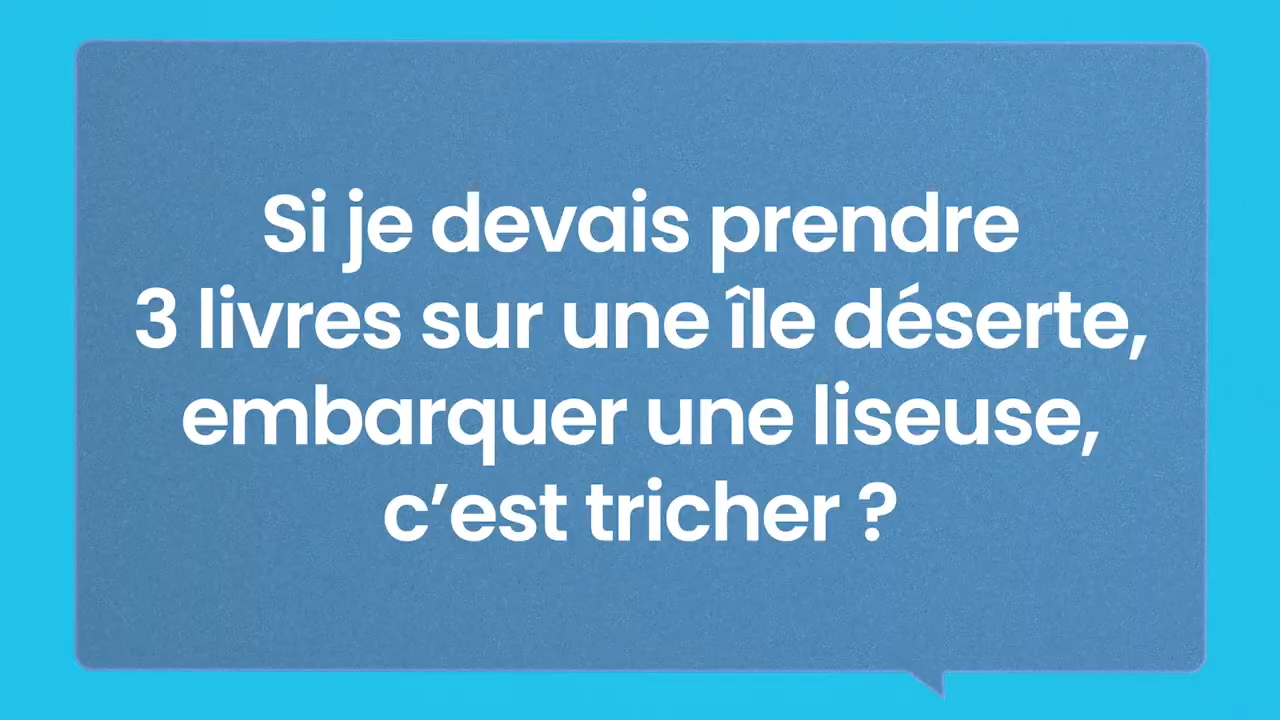 Si je devais prendre
3 livres sur une île déserte,
embarquer une liseuse,
c’est tricher ?